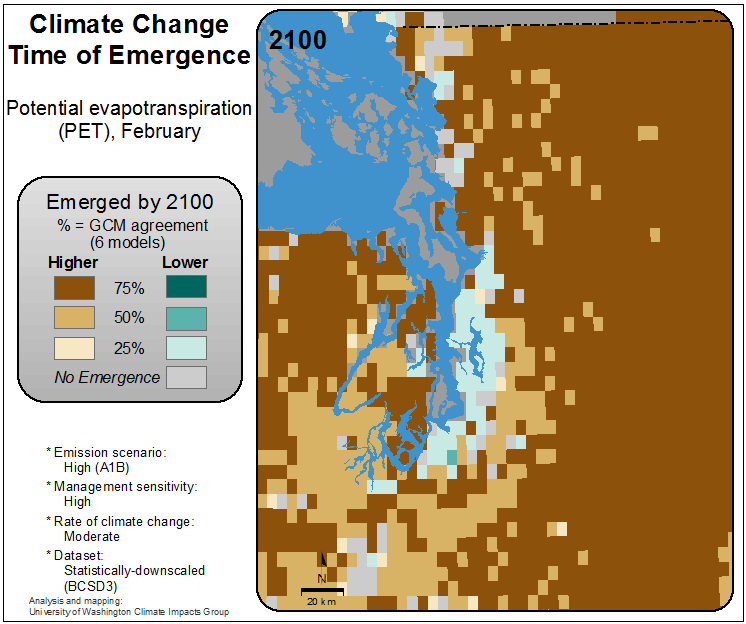 Climate Change
Time of Emergence
Potential evapotranspiration
(PET), February
Emerged by 2100
% = GCM agreement
(6 models)
Higher Lower
75%
50%
25%
No Emergence
* Emission scenario:
High (A1B)
* Management sensitivity:
High
* Rate of climate change:
Moderate
* Dataset:
Statistically-downscaled
(BCSD3)
Analysis and mapping:
University of Washington Climate Impacts Group
2100
N
20 km